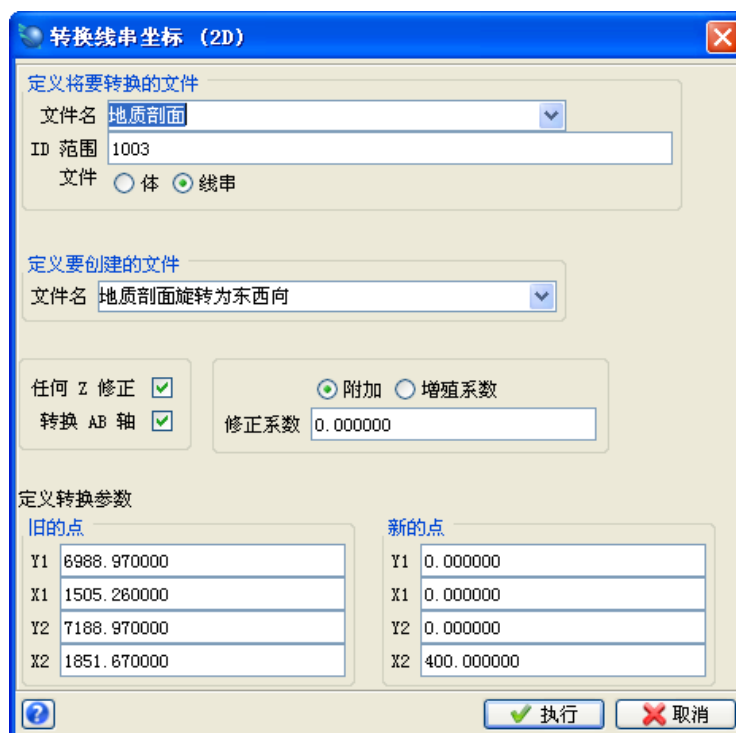 转换线串坐标 (2D)
定义将要转换的文件
文件名 地质剖面
ID 范围 1003
文件 体 线串
定义要创建的文件
文件名 地质剖面旋转为东西向
任何 Z 修正
转换 AB 轴
附加 增殖系数
修正系数 0.000000
定义转换参数
旧的点
Y1 6988.970000
X1 1505.260000
Y2 7188.970000
X2 1851.670000
新的点
Y1 0.000000
X1 0.000000
Y2 0.000000
X2 400.000000
? 执行 取消